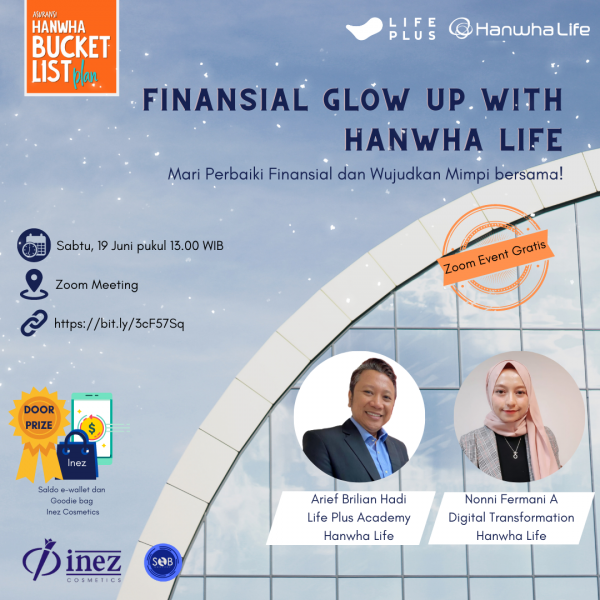 ASURANSI
HANWHA
BUCKET
LIST plan
LIFE
PLUS
Hanwha Life
FINANSIAL GLOW UP WITH
HANWHA LIFE
Mari Perbaiki Finansial dan Wujudkan Mimpi bersama!
Sabtu, 19 Juni pukul 13.00 WIB
Zoom Event Gratis
Zoom Meeting
https://bit.ly/3cF57Sq
DOOR
PRIZE
$
Inez
Saldo e-wallet dan
Goodie bag
Inez Cosmetics
Arief Brilian Hadi
Life Plus Academy
Hanwha Life
Nonni Fermani A
Digital Transformation
Hanwha Life
inez
COSMETICS
SOB